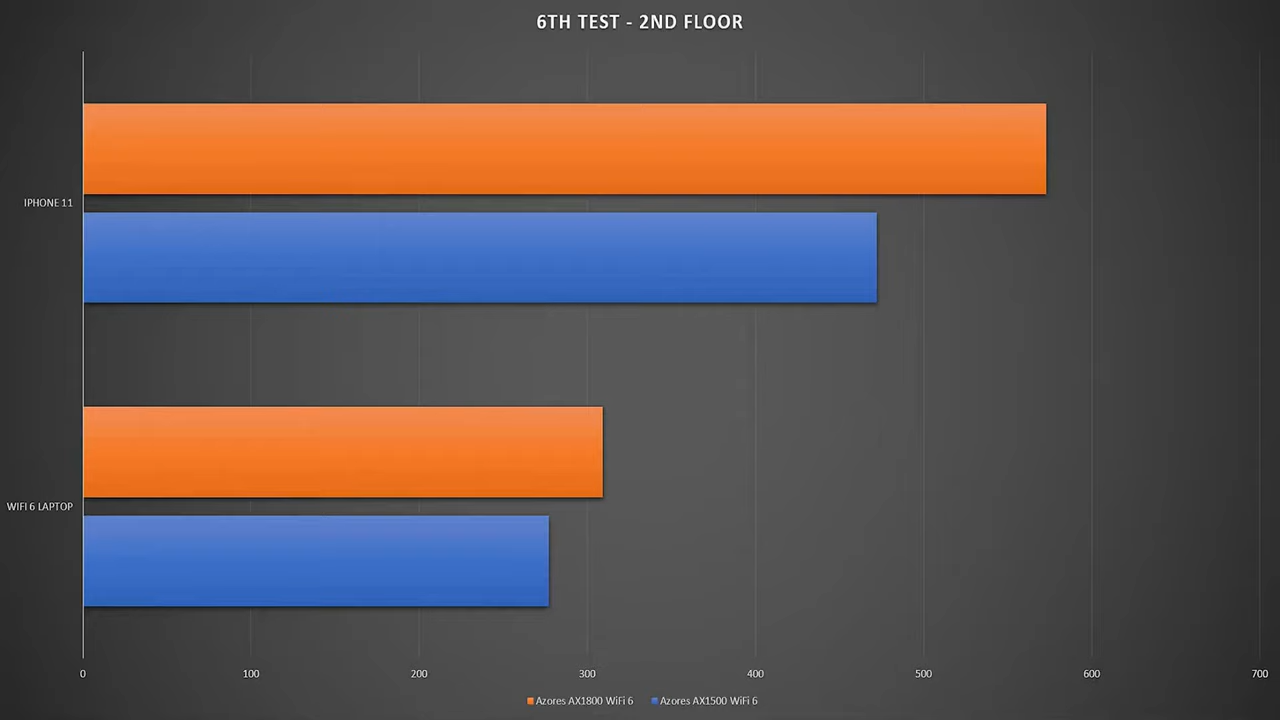 6TH TEST - 2ND FLOOR
IPHONE 11
WIFI 6 LAPTOP
0 100 200 300 400 500 600 700
Azores AX1800 WiFi 6 Azores AX1500 WiFi 6